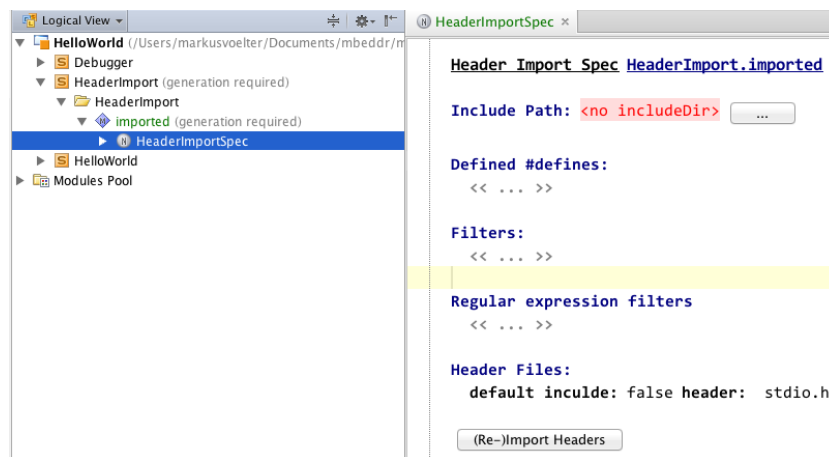 Logical View
HelloWorld (/Users/markusvoelter/Documents/mbeddr/m
Debugger
HeaderImport (generation required)
HeaderImport
imported (generation required)
HeaderImportSpec
HelloWorld
Modules Pool
HeaderImportSpec
Header Import Spec HeaderImport.imported
Include Path: <no includeDir> ...
Defined #defines:
<< ... >>
Filters:
<< ... >>
Regular expression filters
<< ... >>
Header Files:
default inculde: false header: stdio.h
(Re-)Import Headers